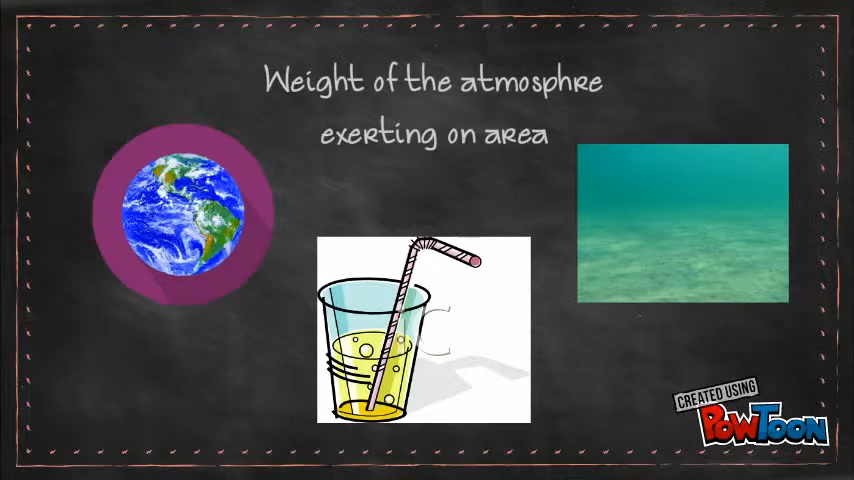 Weight of the atmosphre
exerting on area
C
CREATED USING
POWTOON